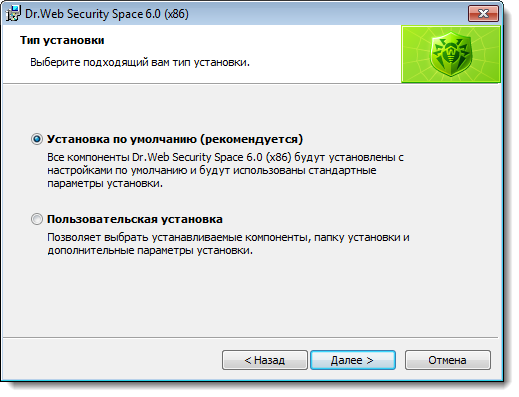 Dr.Web Security Space 6.0 (x86)
Тип установки
Выберите подходящий вам тип установки.
Установка по умолчанию (рекомендуется)
Все компоненты Dr.Web Security Space 6.0 (x86) будут установлены с
настройками по умолчанию и будут использованы стандартные
параметры установки.
Пользовательская установка
Позволяет выбрать устанавливаемые компоненты, папку установки и
дополнительные параметры установки.
< Назад
Далее >
Отмена